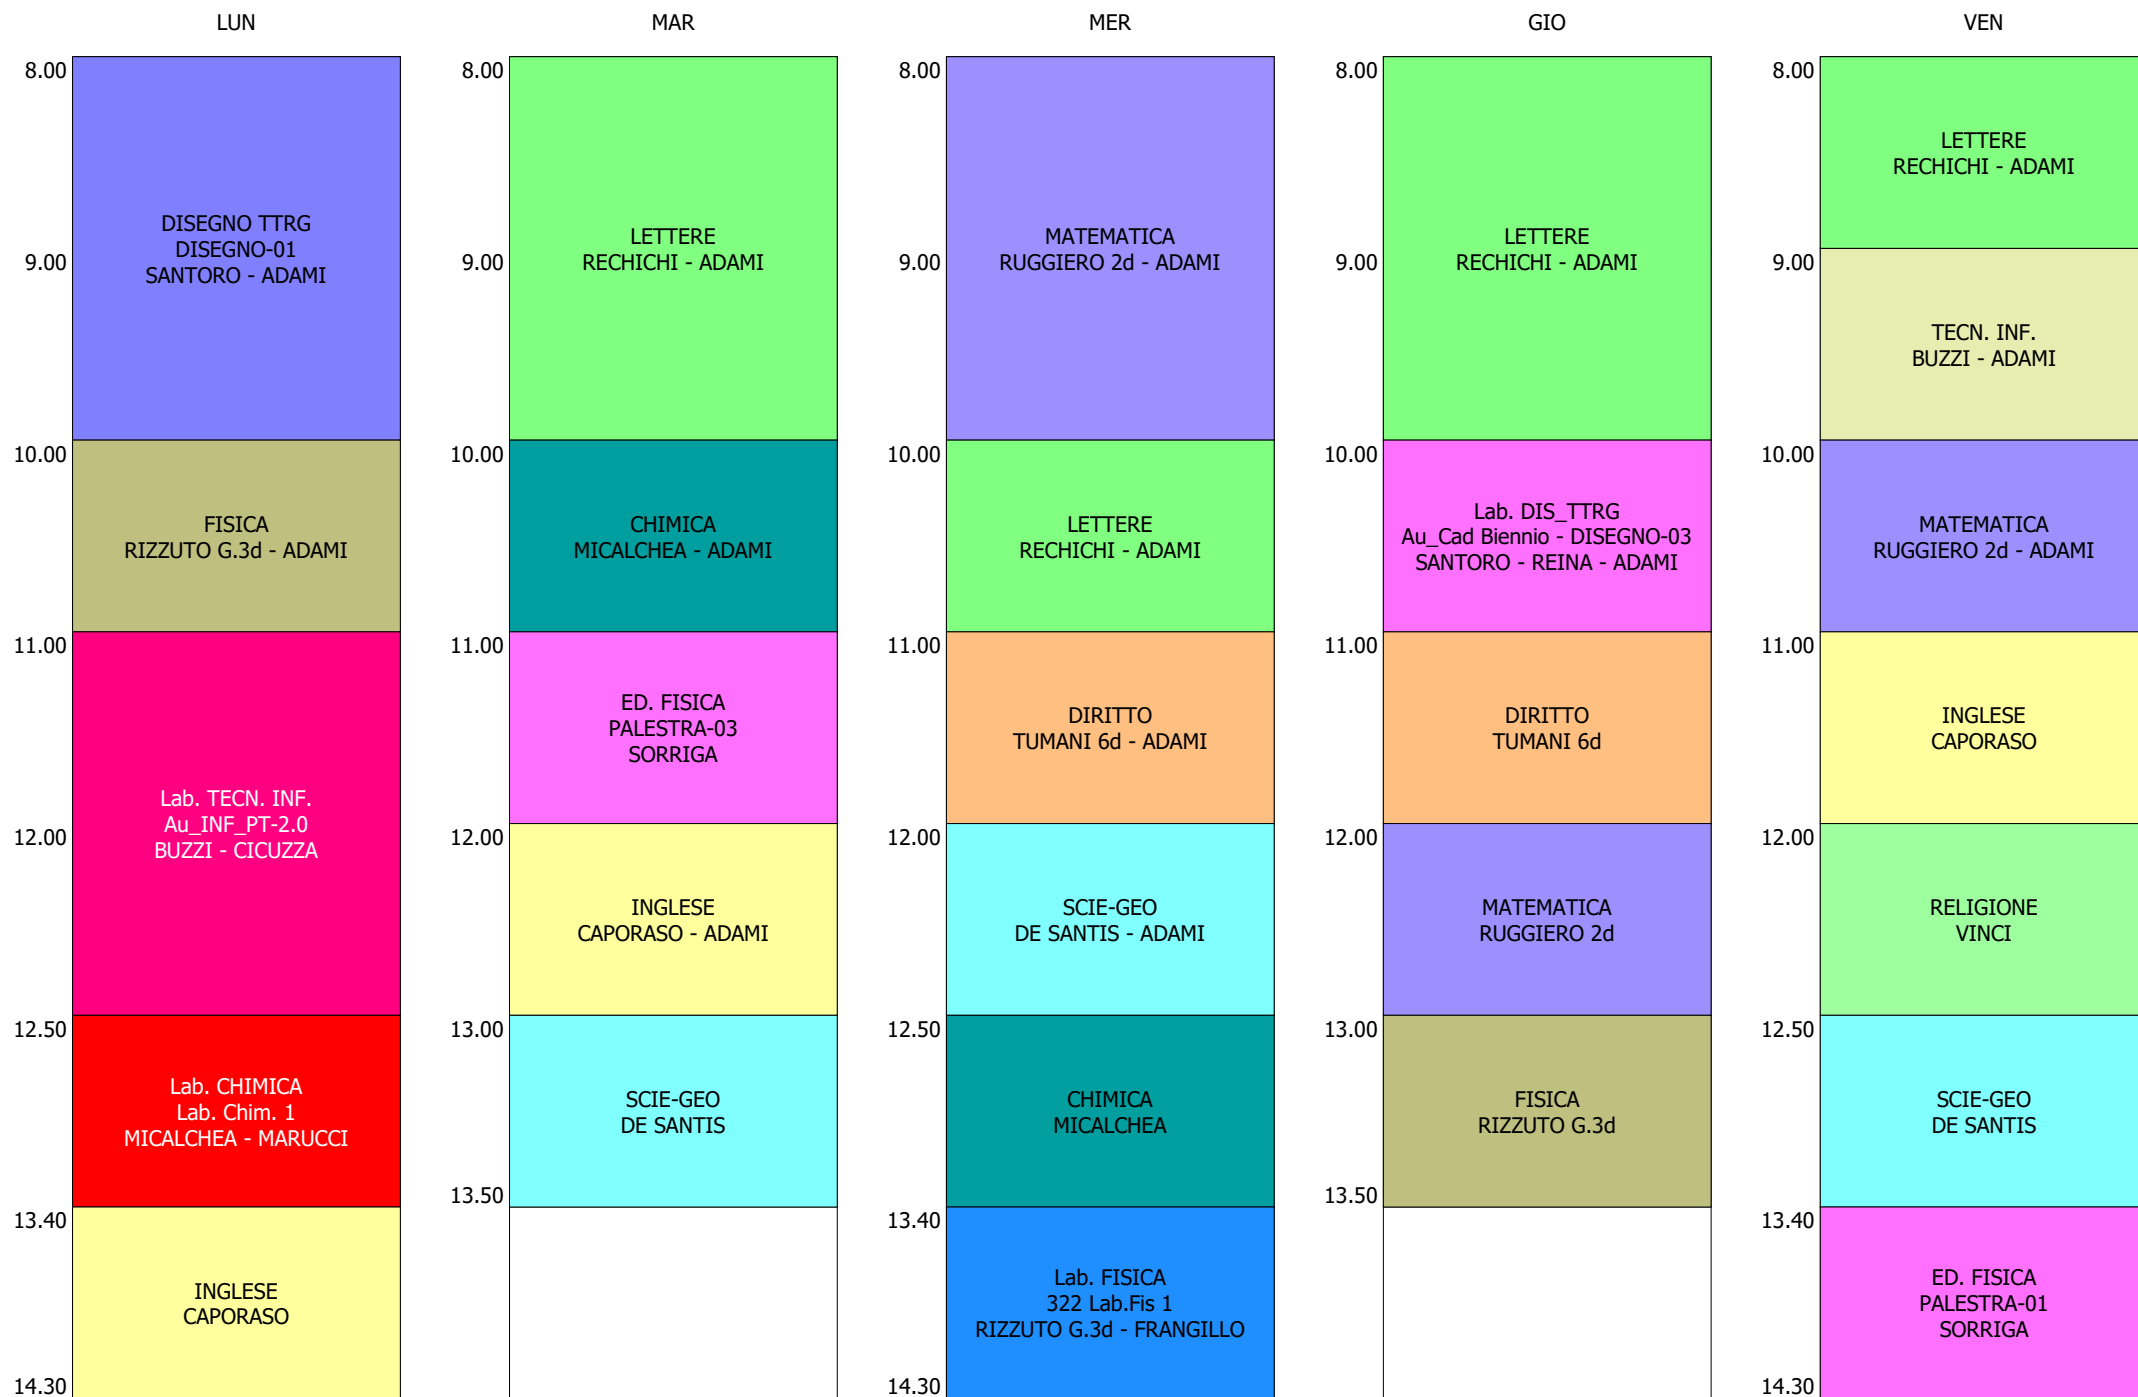 LUN
8.00
DISEGNO TTRG
DISEGNO-01
SANTORO - ADAMI
9.00
10.00
FISICA
RIZZUTO G.3d - ADAMI
11.00
Lab. TECN. INF.
Au_INF_PT-2.0
BUZZI - CICUZZA
12.00
12.50
Lab. CHIMICA
Lab. Chim. 1
MICALCHEA - MARUCCI
13.40
INGLESE
CAPORASO
14.30
MAR
8.00
LETTERE
RECHICHI - ADAMI
9.00
10.00
CHIMICA
MICALCHEA - ADAMI
11.00
ED. FISICA
PALESTRA-03
SORRIGA
12.00
INGLESE
CAPORASO - ADAMI
13.00
SCIE-GEO
DE SANTIS
13.50
MER
8.00
MATEMATICA
RUGGIERO 2d - ADAMI
9.00
10.00
LETTERE
RECHICHI - ADAMI
11.00
DIRITTO
TUMANI 6d - ADAMI
12.00
SCIE-GEO
DE SANTIS - ADAMI
12.50
CHIMICA
MICALCHEA
13.40
Lab. FISICA
322 Lab.Fis 1
RIZZUTO G.3d - FRANGILLO
14.30
GIO
8.00
LETTERE
RECHICHI - ADAMI
9.00
10.00
Lab. DIS_TTRG
Au_Cad Biennio - DISEGNO-03
SANTORO - REINA - ADAMI
11.00
DIRITTO
TUMANI 6d
12.00
MATEMATICA
RUGGIERO 2d
13.00
FISICA
RIZZUTO G.3d
13.50
VEN
8.00
LETTERE
RECHICHI - ADAMI
9.00
TECN. INF.
BUZZI - ADAMI
10.00
MATEMATICA
RUGGIERO 2d - ADAMI
11.00
INGLESE
CAPORASO
12.00
RELIGIONE
VINCI
12.50
SCIE-GEO
DE SANTIS
13.40
ED. FISICA
PALESTRA-01
SORRIGA
14.30